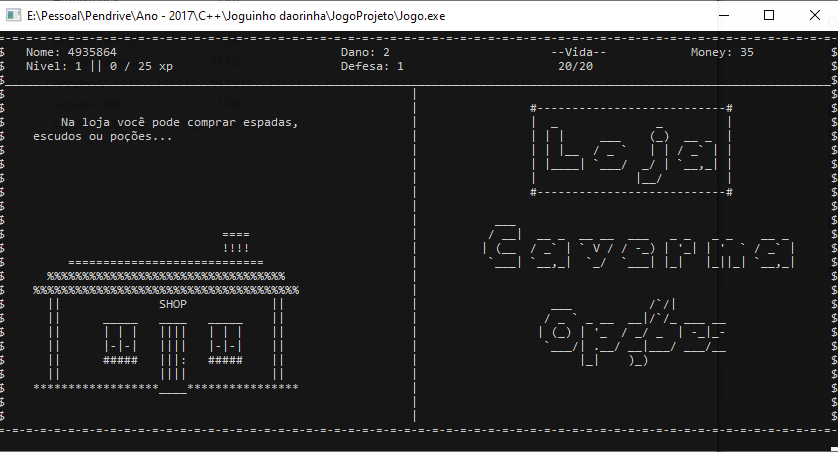 E:\Pessoal\Pendrive\Ano - 2017\C++\Joguinho daorinha\JogoProjeto\Jogo.exe
Nome: 4935864 Dano: 2 --Vida-- Money: 35
Nivel: 1 || 0 / 25 xp Defesa: 1 20/20
Na loja você pode comprar espadas,
escudos ou poções...
Loja
Caverna
SHOP
Opções